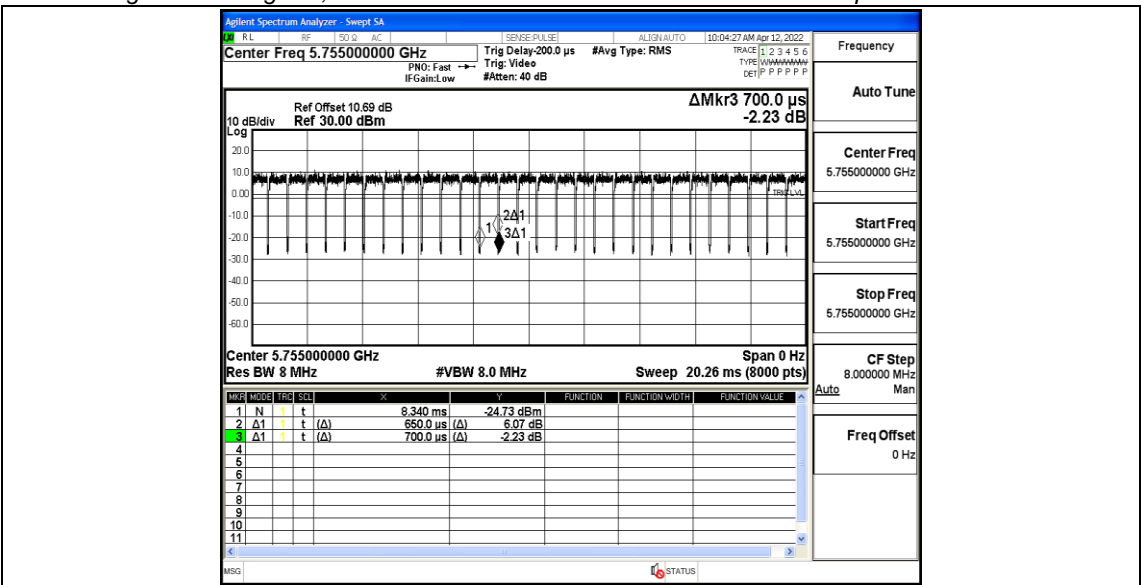 Agilent Spectrum Analyzer - Swept SA
RL RF 50 Ω AC SENSE:PULSE ALIGN AUTO 10:04:27 AM Apr 12, 2022
Center Freq 5.755000000 GHz
PNO: Fast
IFGain:Low
Trig Delay-200.0 µs
Trig: Video
#Atten: 40 dB
#Avg Type: RMS
TRACE 1 2 3 4 5 6
TYPE
DET P P P P P P
Ref Offset 10.69 dB
Ref 30.00 dBm
10 dB/div
Log
ΔMkr3 700.0 µs
-2.23 dB
20.0
10.0
0.00
-10.0
-20.0
-30.0
-40.0
-50.0
-60.0
TRIG LVL
2Δ1
1
3Δ1
Center 5.755000000 GHz
Span 0 Hz
Res BW 8 MHz
#VBW 8.0 MHz
Sweep 20.26 ms (8000 pts)
MKR MODE TRC SCL X Y FUNCTION FUNCTION WIDTH FUNCTION VALUE
1 N 1 t 8.340 ms -24.73 dBm
2 Δ1 1 t (Δ) 650.0 µs (Δ) 6.07 dB
3 Δ1 1 t (Δ) 700.0 µs (Δ) -2.23 dB
4
5
6
7
8
9
10
11
MSG
STATUS
Frequency
Auto Tune
Center Freq
5.755000000 GHz
Start Freq
5.755000000 GHz
Stop Freq
5.755000000 GHz
CF Step
8.000000 MHz
Auto Man
Freq Offset
0 Hz